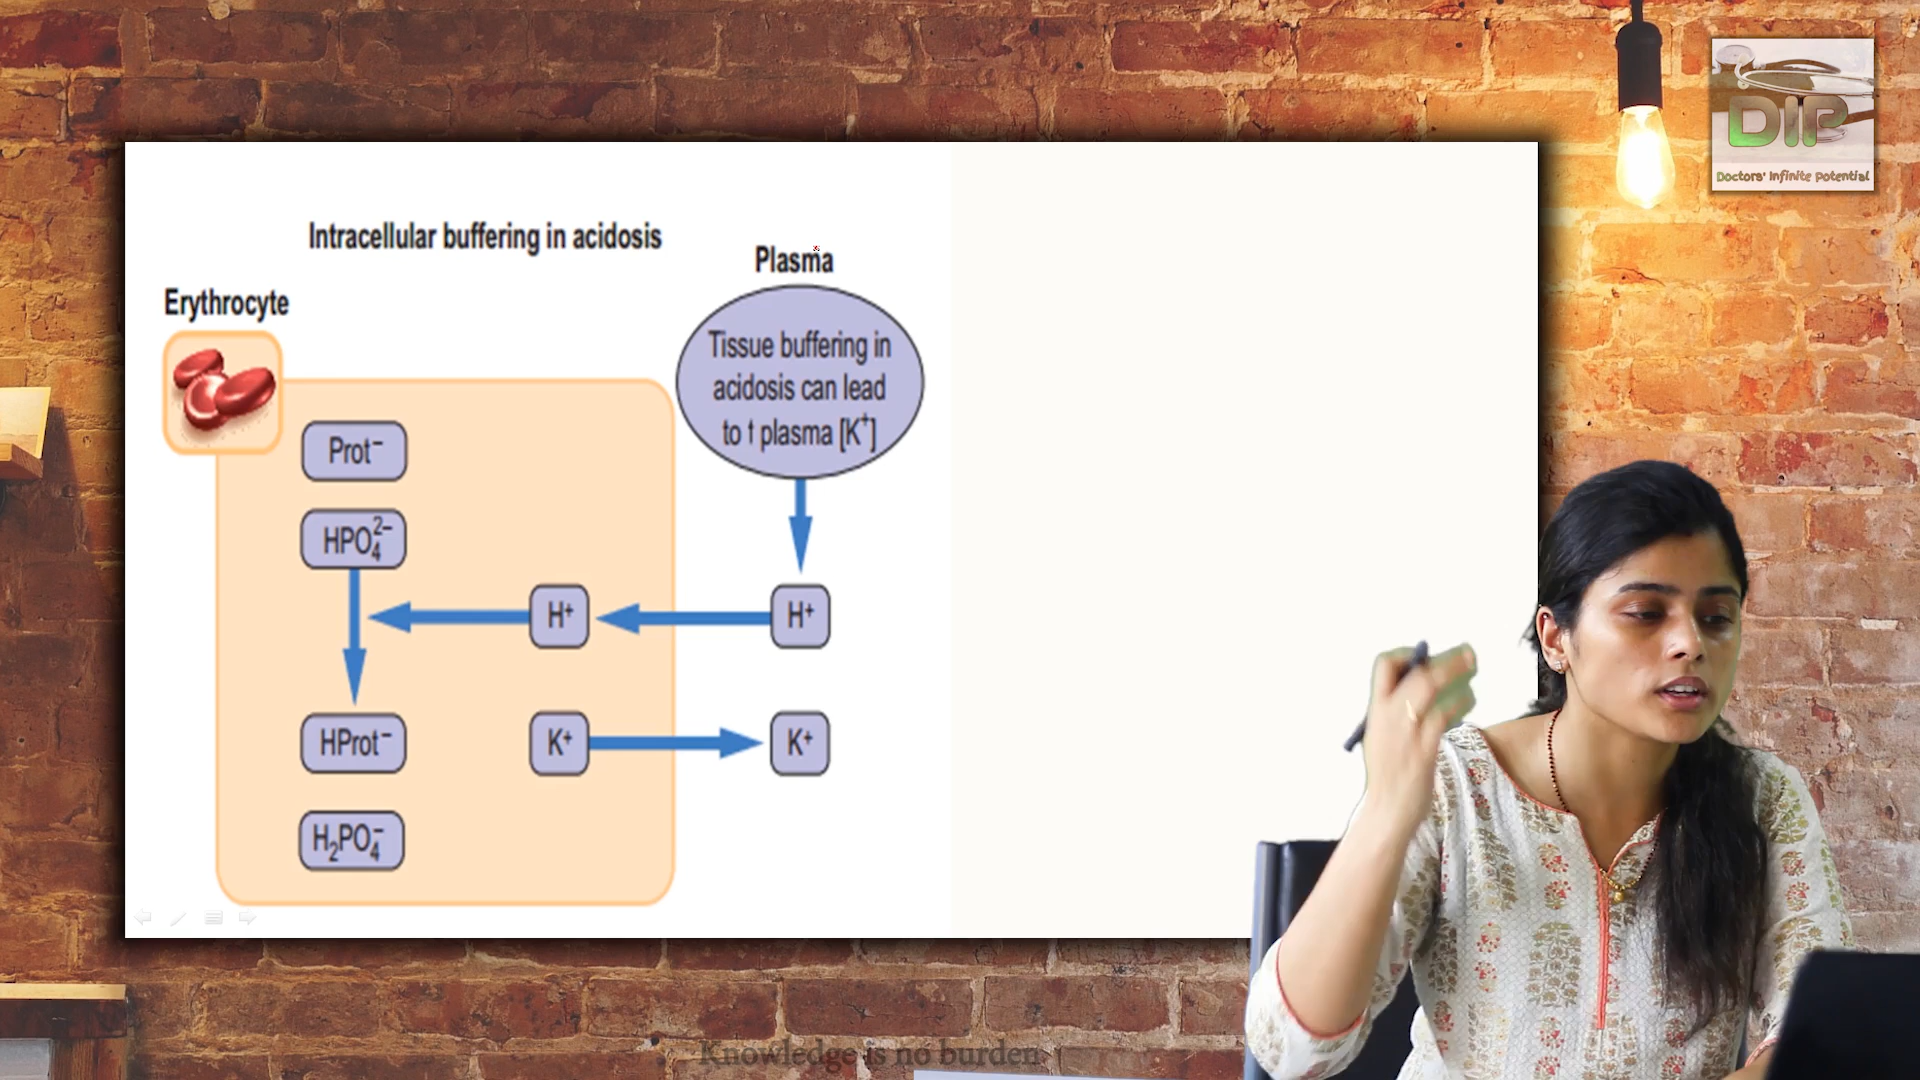 Intracellular buffering in acidosis
Plasma
Erythrocyte
Tissue buffering in
acidosis can lead
to ↑ plasma [K⁺]
Prot⁻
HPO₄²⁻
H⁺
H⁺
HProt⁻
K⁺
K⁺
H₂PO₄⁻
DIP
Doctors' Infinite Potential
Knowledge is no burden